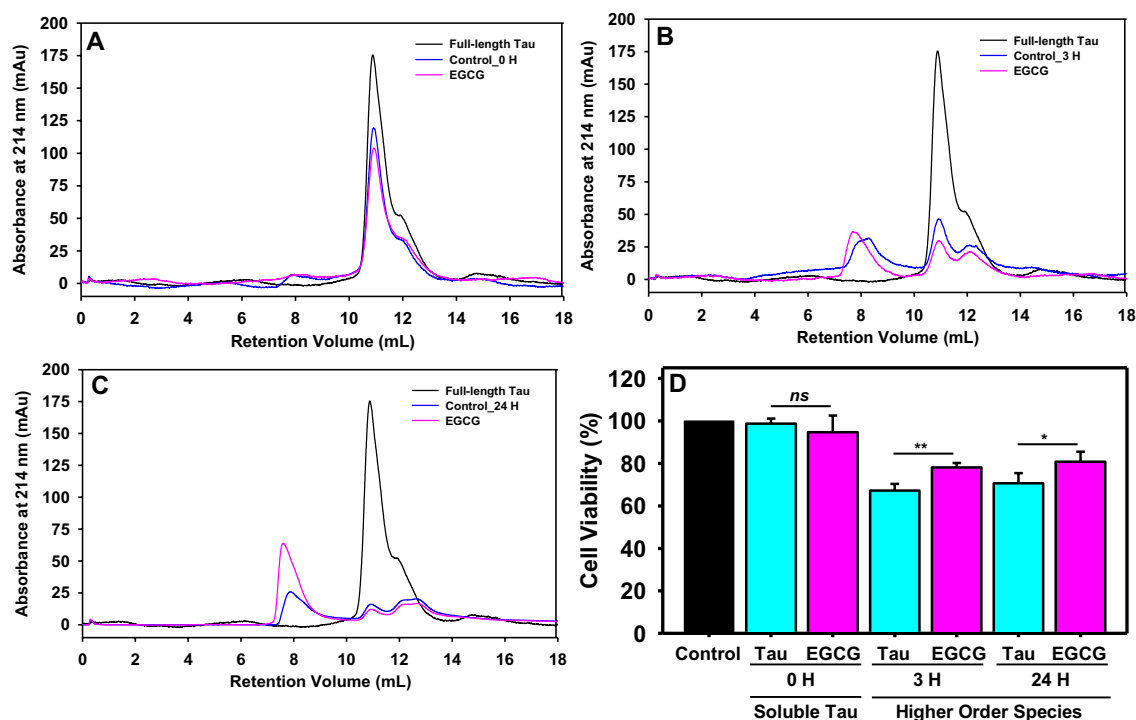 A
Absorbance at 214 nm (mAu)
200
175
150
125
100
75
50
25
0
Full-length Tau
Control_0 H
EGCG
0 2 4 6 8 10 12 14 16 18
Retention Volume (mL)
B
Absorbance at 214 nm (mAu)
200
175
150
125
100
75
50
25
0
Full-length Tau
Control_3 H
EGCG
0 2 4 6 8 10 12 14 16 18
Retention Volume (mL)
C
Absorbance at 214 nm (mAu)
200
175
150
125
100
75
50
25
0
Full-length Tau
Control_24 H
EGCG
0 2 4 6 8 10 12 14 16 18
Retention Volume (mL)
D
Cell Viability (%)
120
100
80
60
40
20
0
ns
**
*
Control Tau EGCG Tau EGCG Tau EGCG
0 H 3 H 24 H
Soluble Tau Higher Order Species